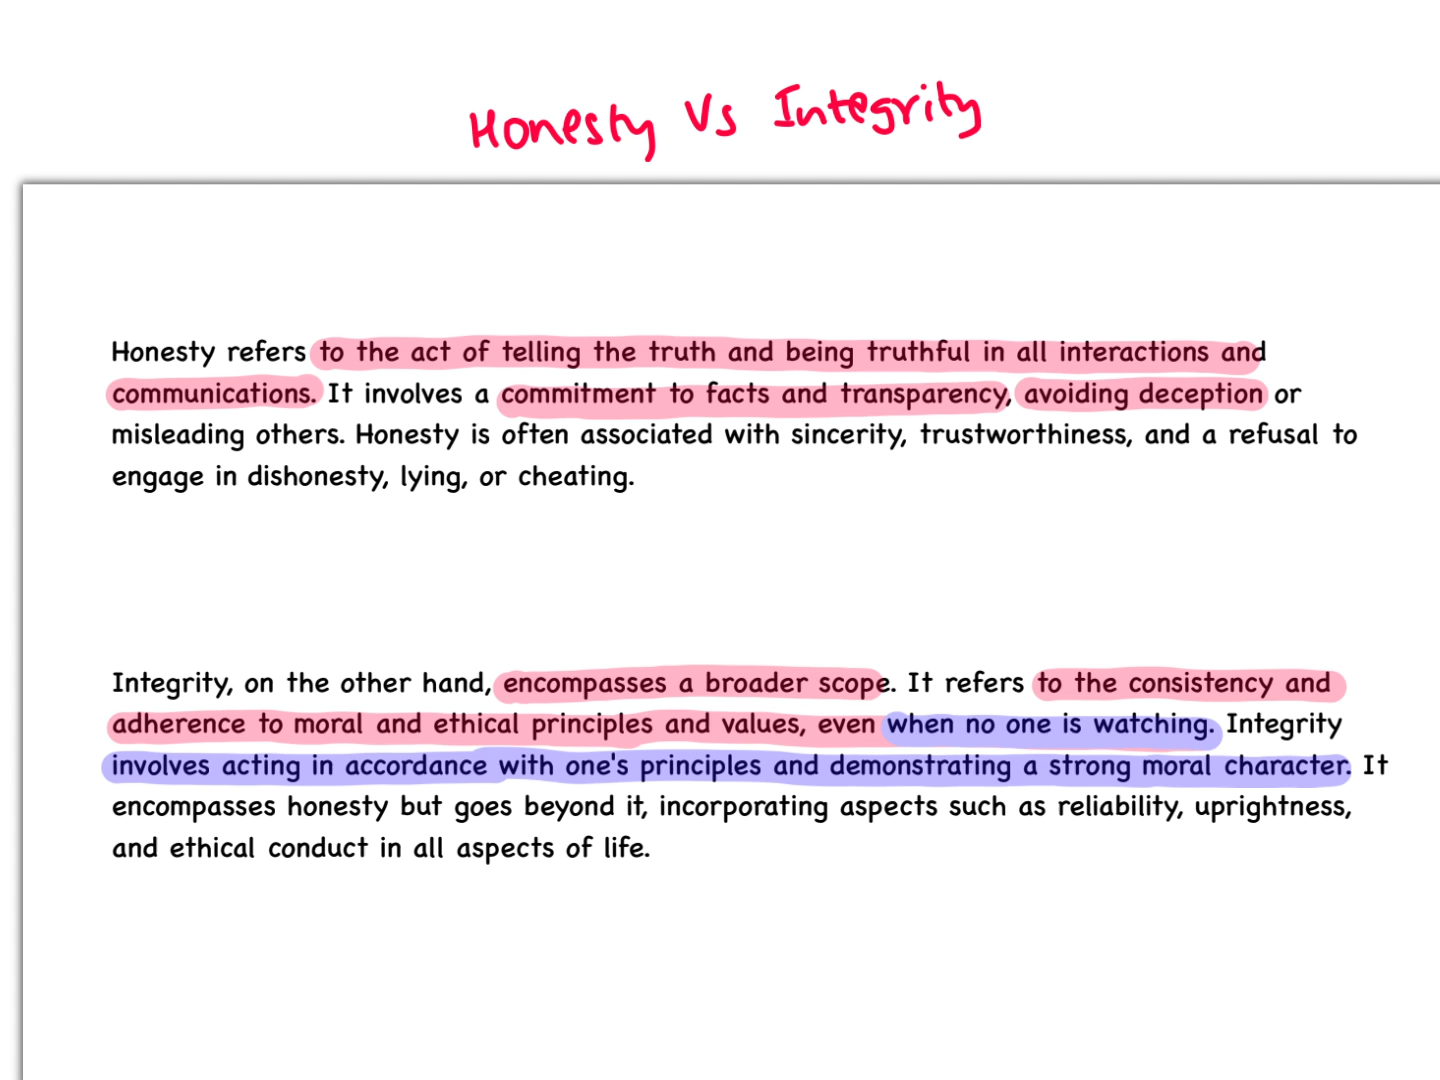 Honesty Vs Integrity
Honesty refers to the act of telling the truth and being truthful in all interactions and
communications. It involves a commitment to facts and transparency, avoiding deception or
misleading others. Honesty is often associated with sincerity, trustworthiness, and a refusal to
engage in dishonesty, lying, or cheating.
Integrity, on the other hand, encompasses a broader scope. It refers to the consistency and
adherence to moral and ethical principles and values, even when no one is watching. Integrity
involves acting in accordance with one's principles and demonstrating a strong moral character. It
encompasses honesty but goes beyond it, incorporating aspects such as reliability, uprightness,
and ethical conduct in all aspects of life.